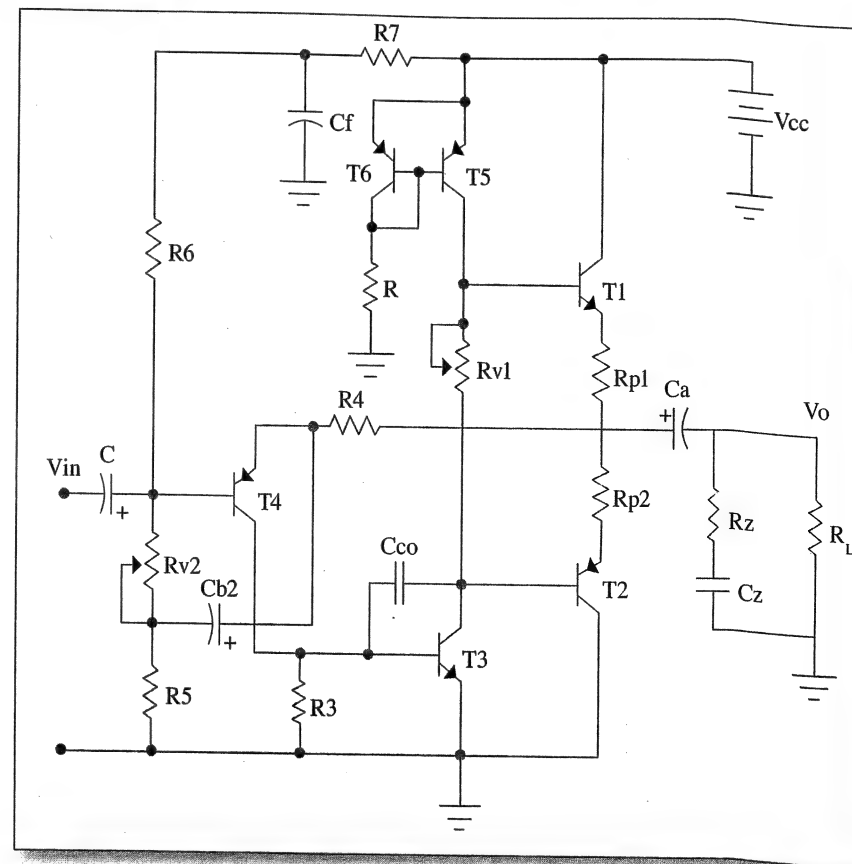 R7
Cf
Vcc
T6
T5
R6
R
T1
Rv1
Rp1
R4
Ca
Vo
Vin
C
+
T4
+
Rp2
Rz
RL
Rv2
Cco
Cb2
+
T2
Cz
T3
R5
R3